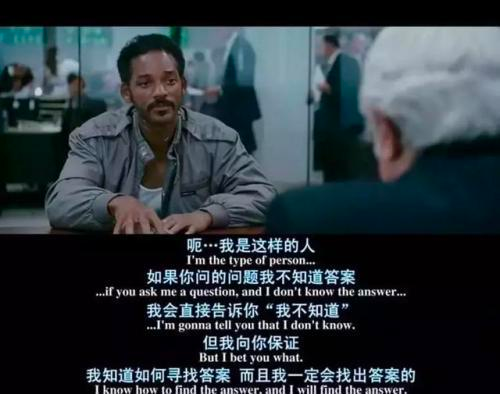 呃…我是这样的人
I'm the type of person...
如果你问的问题我不知道答案
...if you ask me a question, and I don't know the answer...
我会直接告诉你“我不知道”
...I'm gonna tell you that I don't know.
但我向你保证
But I bet you what.
我知道如何寻找答案 而且我一定会找出答案的
I know how to find the answer, and I will find the answer.